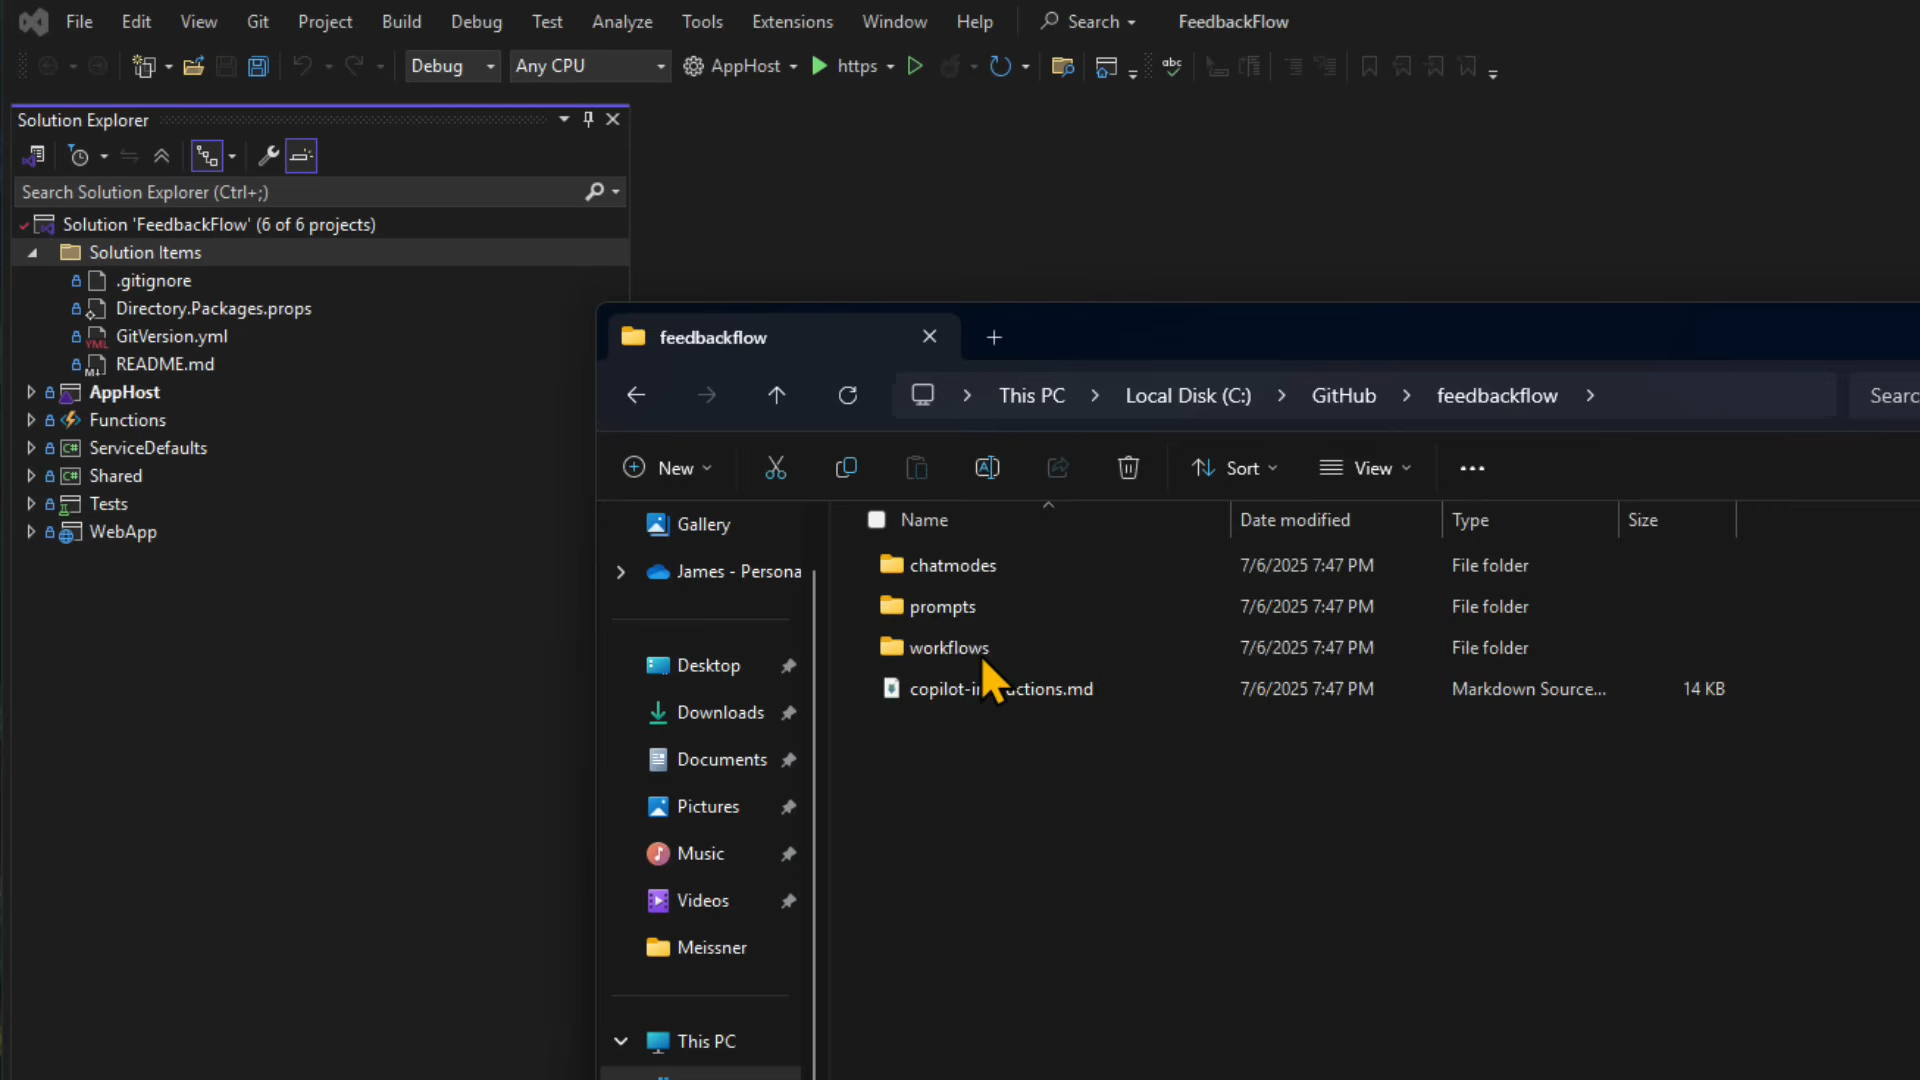 File Edit View Git Project Build Debug Test Analyze Tools Extensions Window Help Search FeedbackFlow
Debug Any CPU AppHost https abc
Solution Explorer
Search Solution Explorer (Ctrl+;)
Solution 'FeedbackFlow' (6 of 6 projects)
Solution Items
.gitignore
Directory.Packages.props
GitVersion.yml
README.md
AppHost
Functions
ServiceDefaults
Shared
Tests
WebApp
feedbackflow
This PC Local Disk (C:) GitHub feedbackflow
New Sort View
Name Date modified Type Size
Gallery
James - Persona
Desktop
Downloads
Documents
Pictures
Music
Videos
Meissner
This PC
chatmodes 7/6/2025 7:47 PM File folder
prompts 7/6/2025 7:47 PM File folder
workflows 7/6/2025 7:47 PM File folder
7/6/2025 7:47 PM Markdown Source... 14 KB